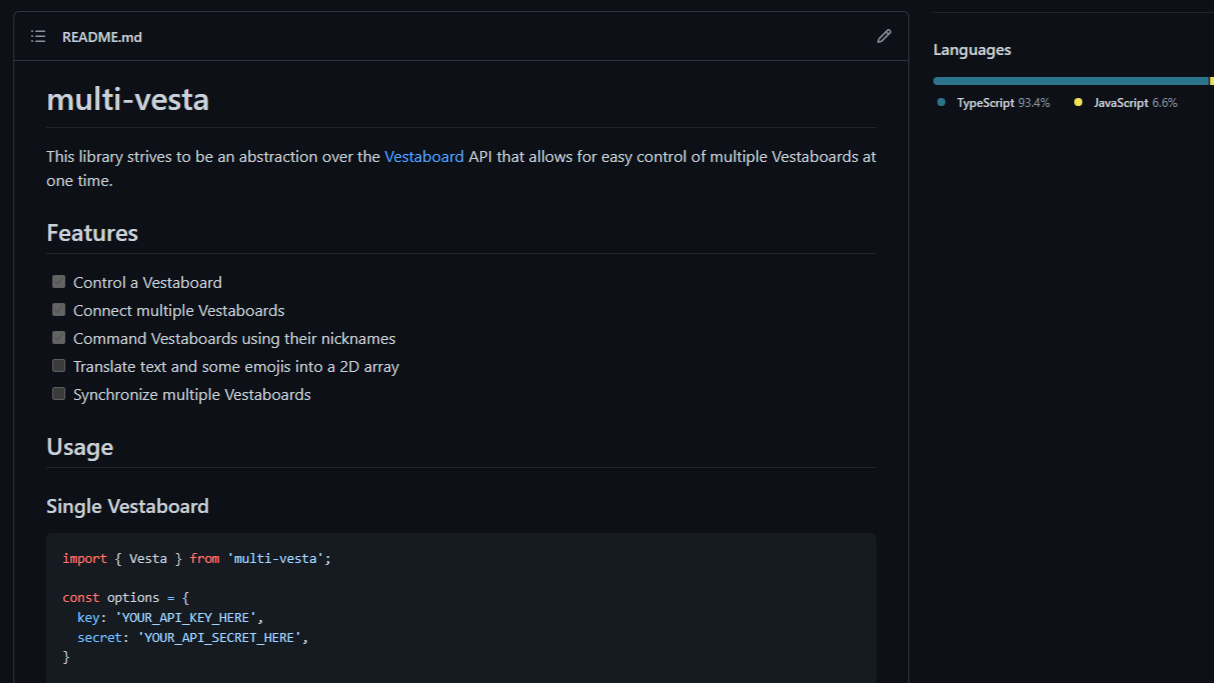 README.md
multi-vesta
This library strives to be an abstraction over the Vestaboard API that allows for easy control of multiple Vestaboards at
one time.
Features
Control a Vestaboard
Connect multiple Vestaboards
Command Vestaboards using their nicknames
Translate text and some emojis into a 2D array
Synchronize multiple Vestaboards
Usage
Single Vestaboard
import { Vesta } from 'multi-vesta';
const options = {
key: 'YOUR_API_KEY_HERE',
secret: 'YOUR_API_SECRET_HERE',
}
Languages
TypeScript 93.4% JavaScript 6.6%